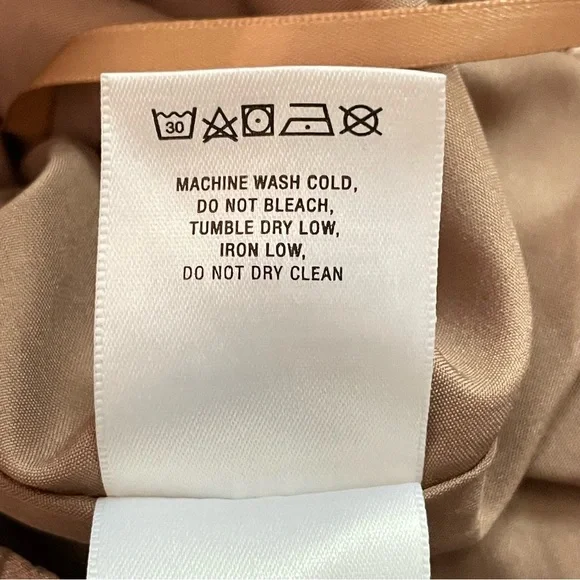 30
MACHINE WASH COLD,
DO NOT BLEACH,
TUMBLE DRY LOW,
IRON LOW,
DO NOT DRY CLEAN